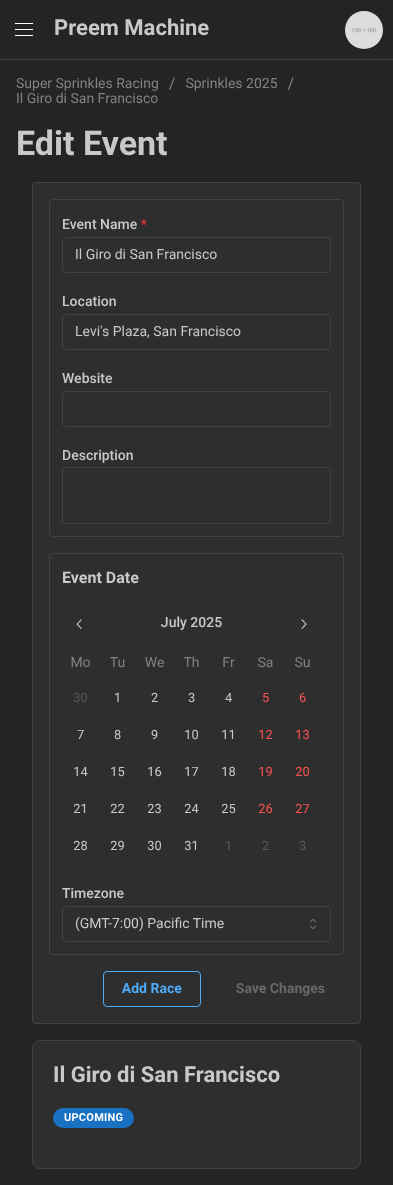 Preem Machine
100 × 100
Super Sprinkles Racing / Sprinkles 2025 /
Il Giro di San Francisco
Edit Event
Event Name *
Il Giro di San Francisco
Location
Levi's Plaza, San Francisco
Website
Description
Event Date
July 2025
Mo Tu We Th Fr Sa Su
30 1 2 3 4 5 6
7 8 9 10 11 12 13
14 15 16 17 18 19 20
21 22 23 24 25 26 27
28 29 30 31 1 2 3
Timezone
(GMT-7:00) Pacific Time
Add Race Save Changes
Il Giro di San Francisco
UPCOMING